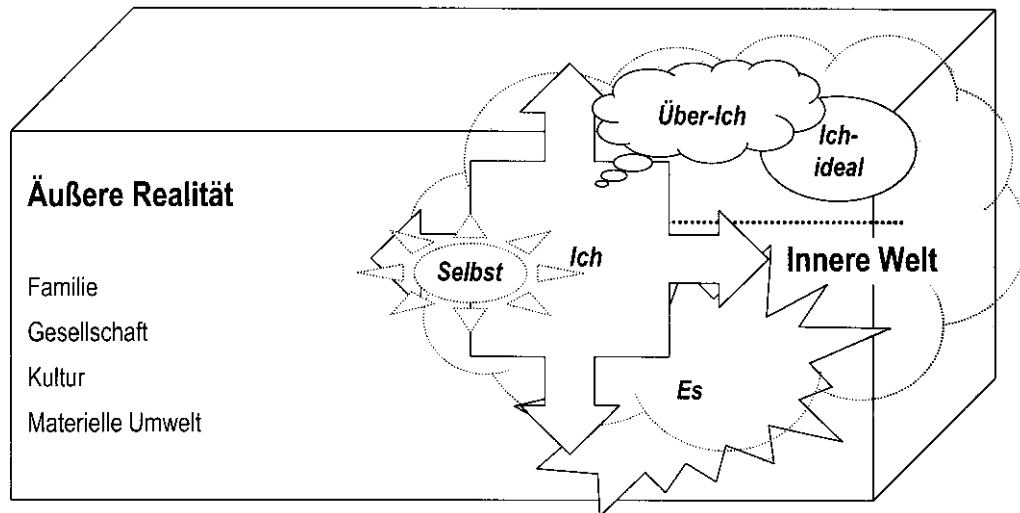 Äußere Realität
Familie
Gesellschaft
Kultur
Materielle Umwelt
Über-Ich
Ich-
ideal
Selbst
Ich
Innere Welt
Es